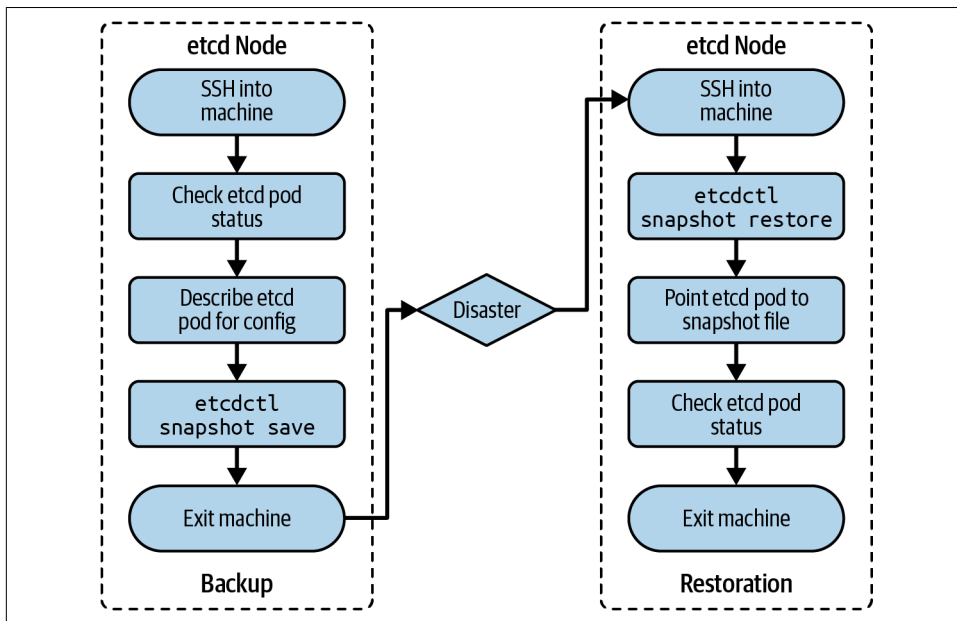 etcd Node
SSH into
machine
Check etcd pod
status
Describe etcd
pod for config
etcdctl
snapshot save
Exit machine
Backup
Disaster
etcd Node
SSH into
machine
etcdctl
snapshot restore
Point etcd pod to
snapshot file
Check etcd pod
status
Exit machine
Restoration